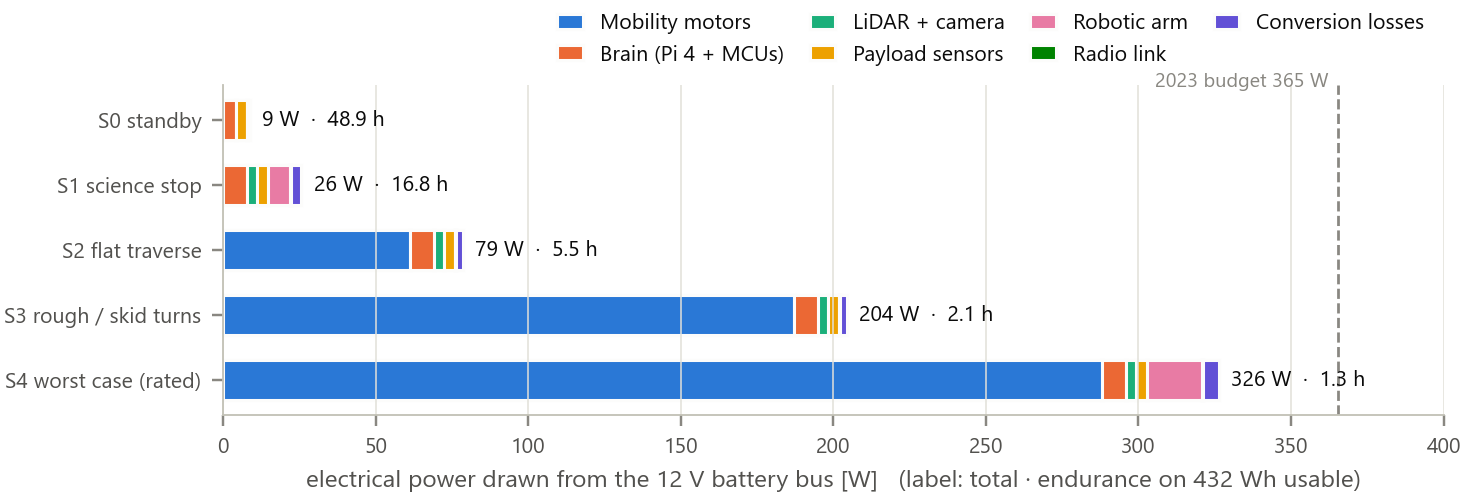 Mobility motors
LiDAR + camera
Robotic arm
Conversion losses
Brain (Pi 4 + MCUs)
Payload sensors
Radio link
2023 budget 365 W
S0 standby
9 W · 48.9 h
S1 science stop
26 W · 16.8 h
S2 flat traverse
79 W · 5.5 h
S3 rough / skid turns
204 W · 2.1 h
S4 worst case (rated)
326 W · 1.3 h
0 50 100 150 200 250 300 350 400
electrical power drawn from the 12 V battery bus [W] (label: total · endurance on 432 Wh usable)